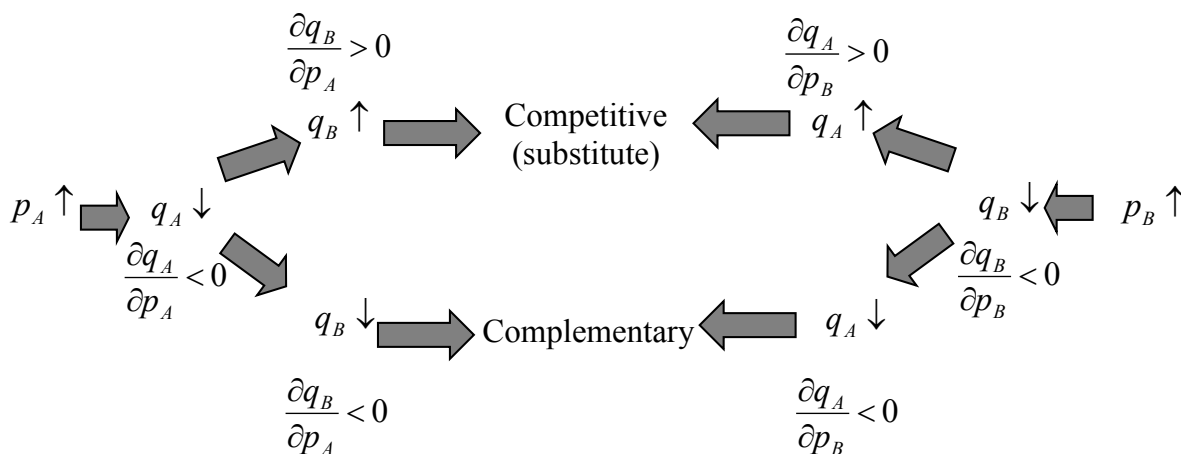 ∂q_B/∂p_A > 0
∂q_A/∂p_B > 0
q_B ↑
Competitive
(substitute)
q_A ↑
p_A ↑
q_A ↓
q_B ↓
p_B ↑
∂q_A/∂p_A < 0
∂q_B/∂p_B < 0
q_B ↓
Complementary
q_A ↓
∂q_B/∂p_A < 0
∂q_A/∂p_B < 0